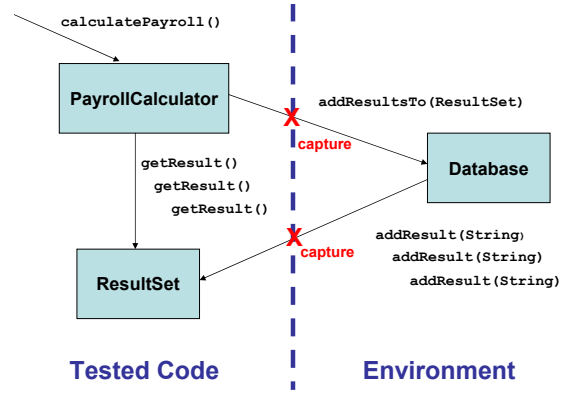 calculatePayroll()
PayrollCalculator
addResultsTo(ResultSet)
X
capture
getResult()
getResult()
getResult()
Database
X
capture
addResult(String)
addResult(String)
addResult(String)
ResultSet
Tested Code
Environment